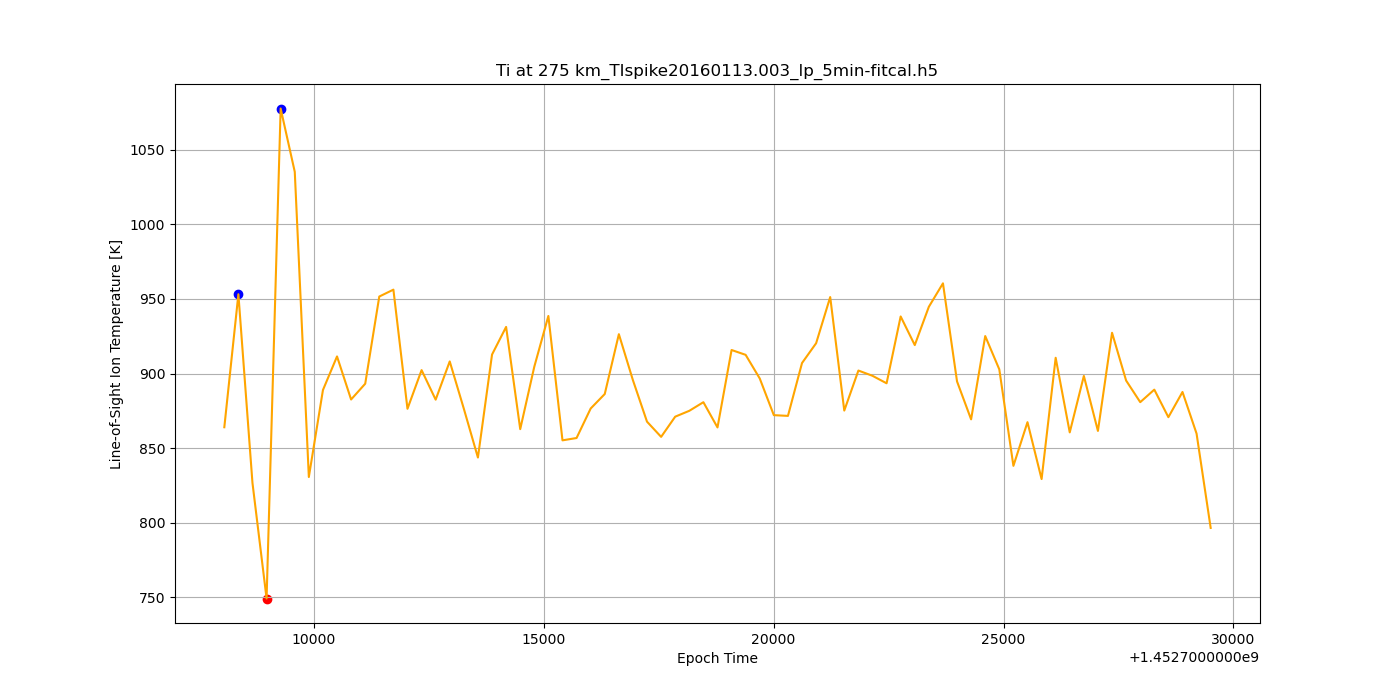 Ti at 275 km_TIspike20160113.003_lp_5min-fitcal.h5
Line-of-Sight Ion Temperature [K]
1050
1000
950
900
850
800
750
10000 15000 20000 25000 30000
Epoch Time
+1.4527000000e9